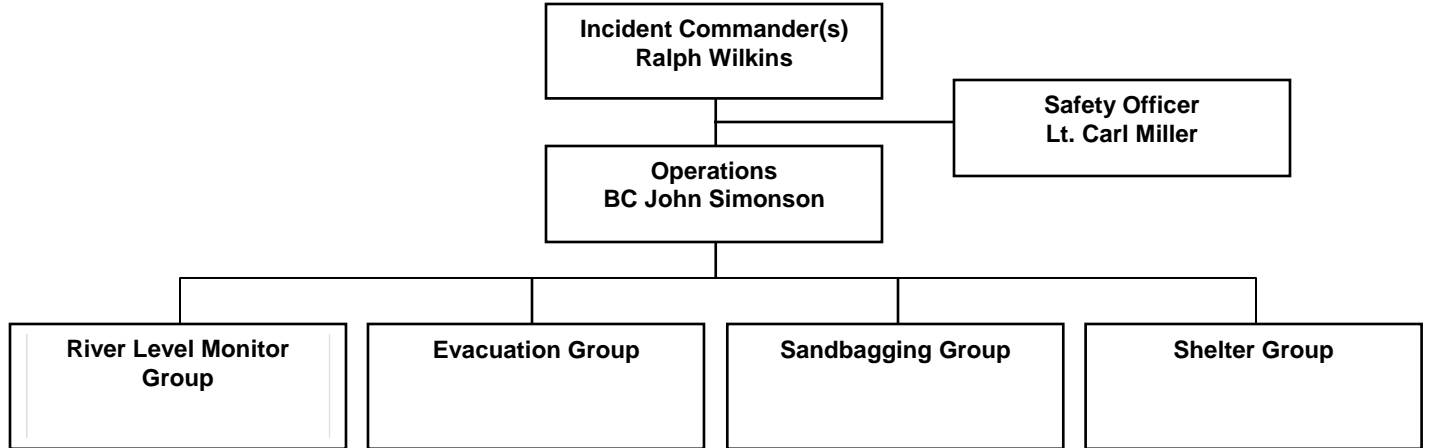 Incident Commander(s)
Ralph Wilkins
Safety Officer
Lt. Carl Miller
Operations
BC John Simonson
River Level Monitor
Group
Evacuation Group
Sandbagging Group
Shelter Group